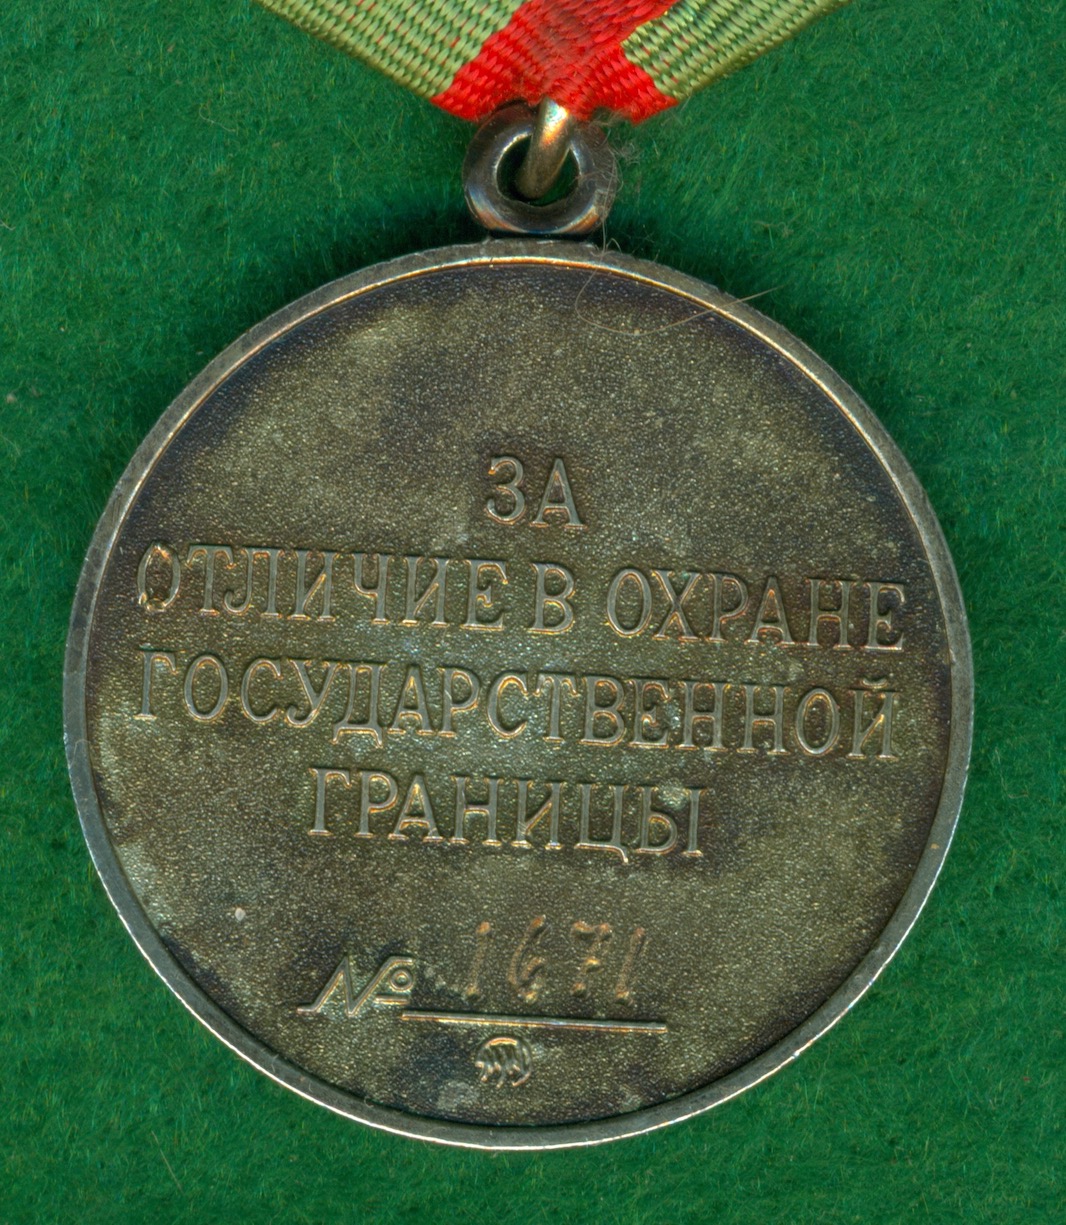 ЗА
ОТЛИЧИЕ В ОХРАНЕ
ГОСУДАРСТВЕННОЙ
ГРАНИЦЫ
№ 1671